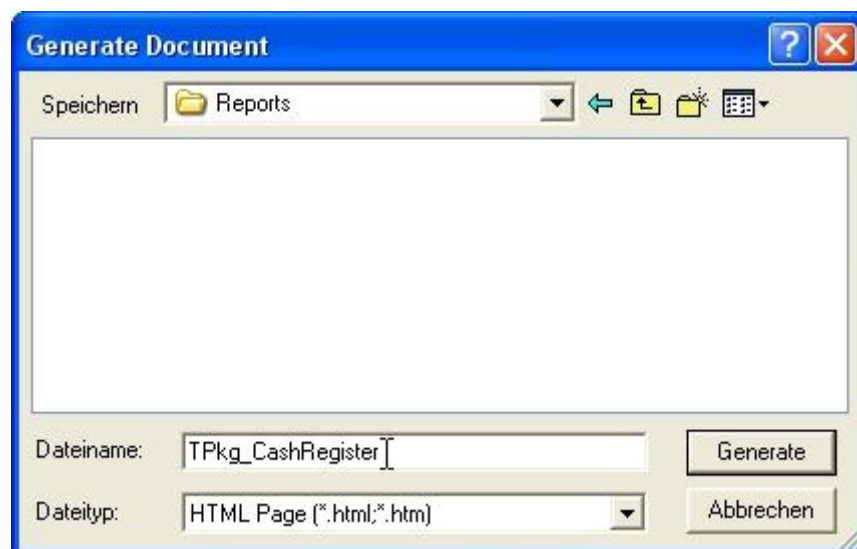 Generate Document
Speichern Reports
Dateiname: TPkg_CashRegister Generate
Dateityp: HTML Page (*.html;*.htm) Abbrechen